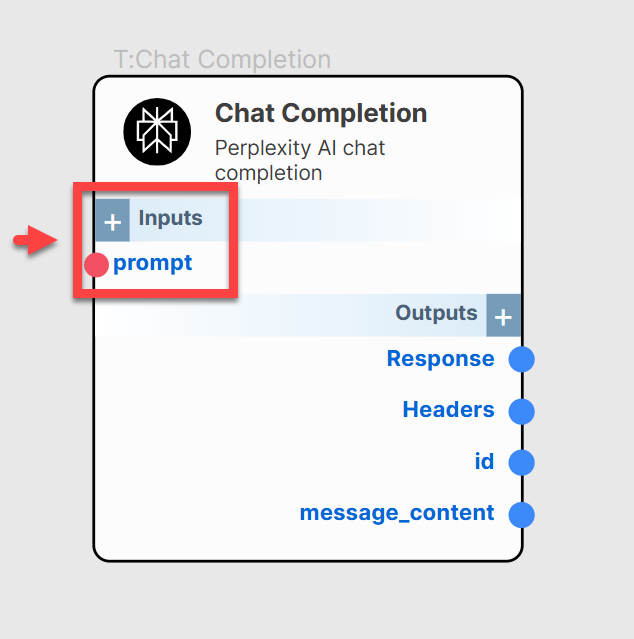 T:Chat Completion
Chat Completion
Perplexity AI chat
completion
+ Inputs
prompt
Outputs +
Response
Headers
id
message_content